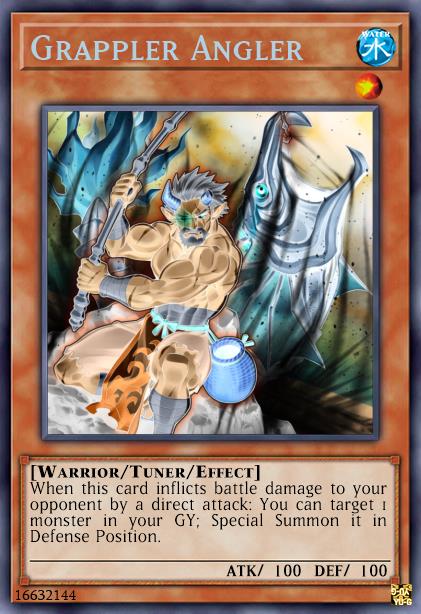 Grappler Angler
WATER
水
[Warrior/Tuner/Effect]
When this card inflicts battle damage to your
opponent by a direct attack: You can target 1
monster in your GY; Special Summon it in
Defense Position.
ATK/ 100 DEF/ 100
16632144